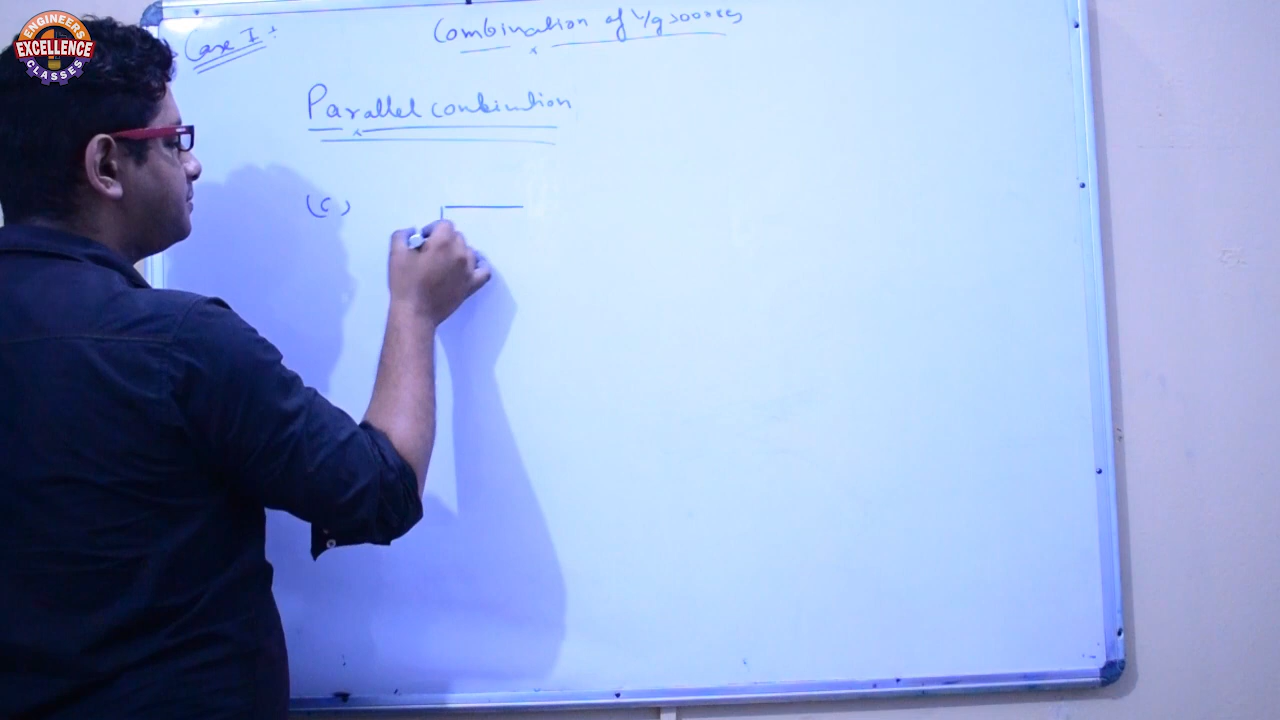 ENGINEERS
EXCELLENCE
CLASSES
Case I :
Combination of V/g sources
Parallel combination
(c)